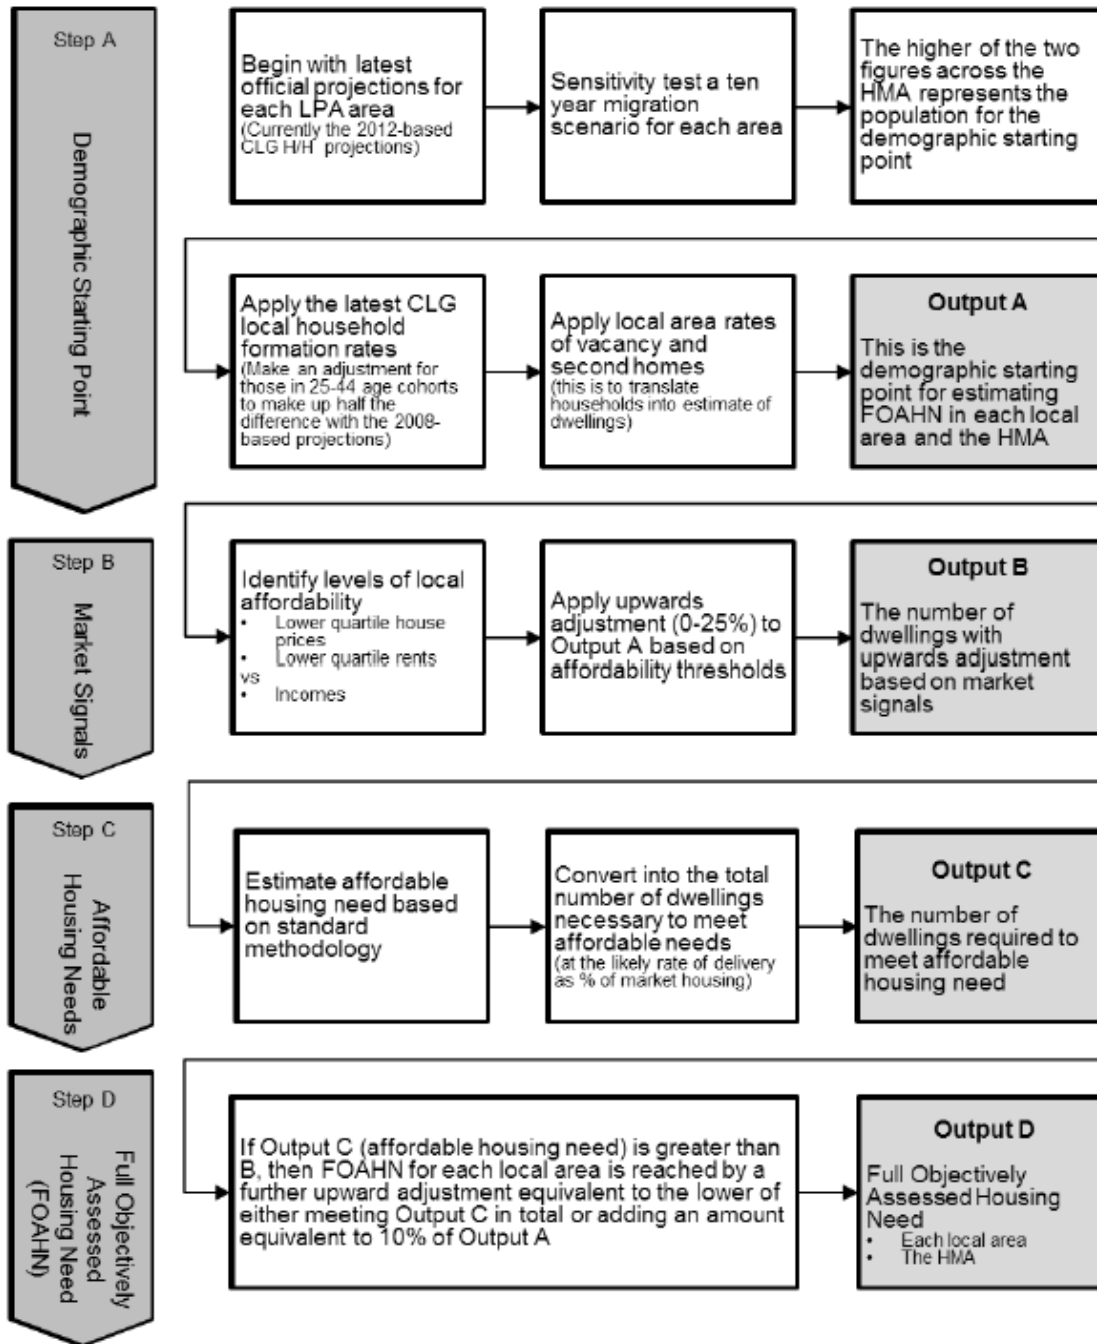 Step A
Demographic Starting Point
Begin with latest
official projections for
each LPA area
(Currently the 2012-based
CLG H/H projections)
Sensitivity test a ten
year migration
scenario for each area
The higher of the two
figures across the
HMA represents the
population for the
demographic starting
point
Apply the latest CLG
local household
formation rates
(Make an adjustment for
those in 25-44 age cohorts
to make up half the
difference with the 2008-
based projections)
Apply local area rates
of vacancy and
second homes
(this is to translate
households into estimate of
dwellings)
Output A
This is the
demographic starting
point for estimating
FOAHN in each local
area and the HMA
Step B
Market Signals
Identify levels of local
affordability
• Lower quartile house
prices
• Lower quartile rents
vs
• Incomes
Apply upwards
adjustment (0-25%) to
Output A based on
affordability thresholds
Output B
The number of
dwellings with
upwards adjustment
based on market
signals
Step C
Affordable
Housing Needs
Estimate affordable
housing need based
on standard
methodology
Convert into the total
number of dwellings
necessary to meet
affordable needs
(at the likely rate of delivery
as % of market housing)
Output C
The number of
dwellings required to
meet affordable
housing need
Step D
Full Objectively
Assessed
Housing Need
(FOAHN)
If Output C (affordable housing need) is greater than
B, then FOAHN for each local area is reached by a
further upward adjustment equivalent to the lower of
either meeting Output C in total or adding an amount
equivalent to 10% of Output A
Output D
Full Objectively
Assessed Housing
Need
• Each local area
• The HMA